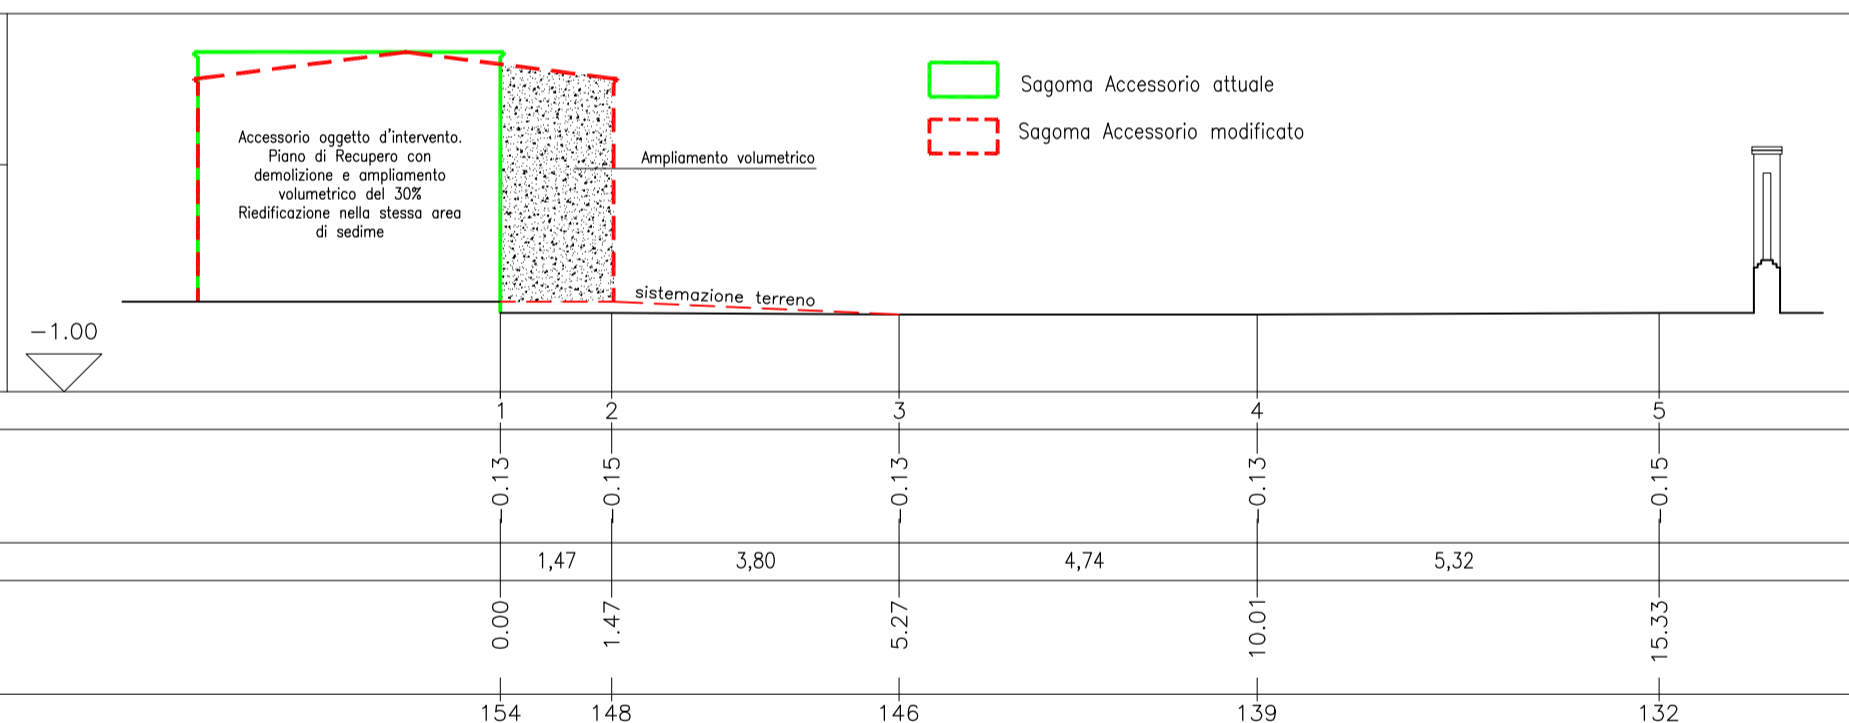 Sagoma Accessorio attuale
Sagoma Accessorio modificato
Accessorio oggetto d'intervento.
Piano di Recupero con
demolizione e ampliamento
volumetrico del 30%
Riedificazione nella stessa area
di sedime
Ampliamento volumetrico
sistemazione terreno
-1.00
1 2 3 4 5
-0.13 -0.15 -0.13 -0.13 -0.15
1,47 3,80 4,74 5,32
0.00 1.47 5.27 10.01 15.33
154 148 146 139 132